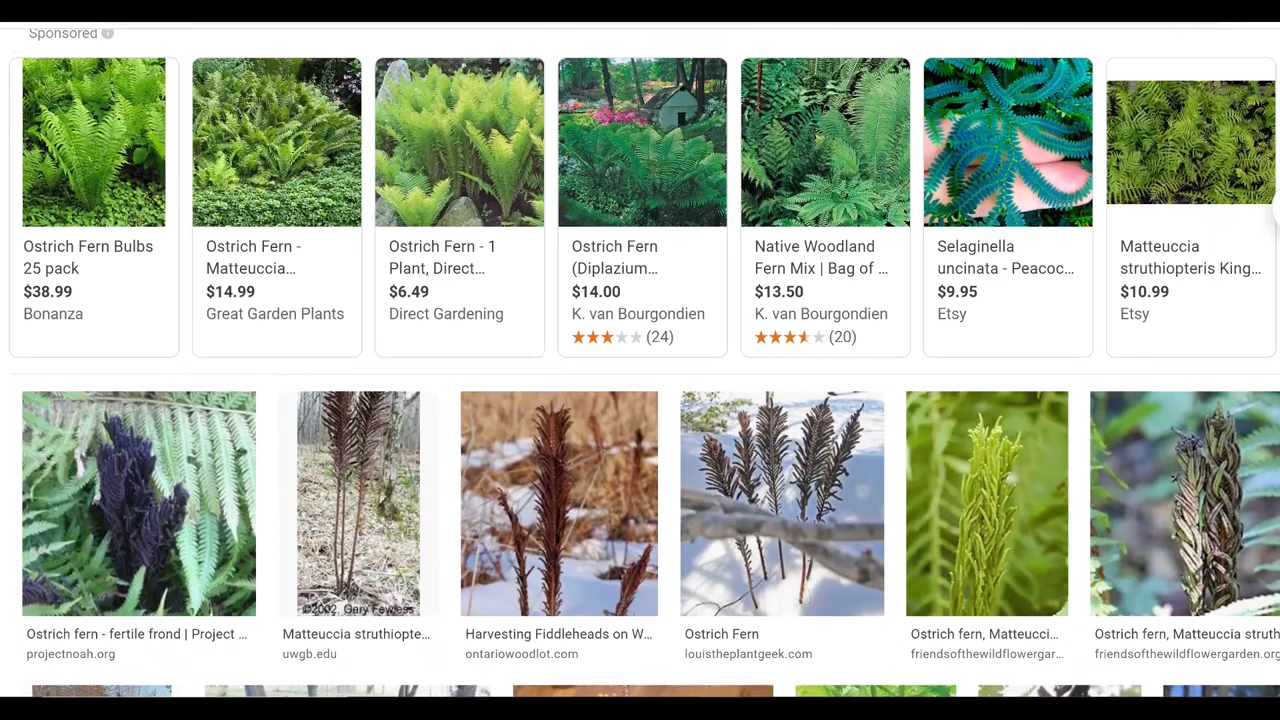 Sponsored
Ostrich Fern Bulbs
25 pack
$38.99
Bonanza
Ostrich Fern -
Matteuccia...
$14.99
Great Garden Plants
Ostrich Fern - 1
Plant, Direct...
$6.49
Direct Gardening
Ostrich Fern
(Diplazium...
$14.00
K. van Bourgondien
(24)
Native Woodland
Fern Mix | Bag of ...
$13.50
K. van Bourgondien
(20)
Selaginella
uncinata - Peacoc...
$9.95
Etsy
Matteuccia
struthiopteris King...
$10.99
Etsy
©2002, Gary Fewless
Ostrich fern - fertile frond | Project ...
projectnoah.org
Matteuccia struthiopte...
uwgb.edu
Harvesting Fiddleheads on W...
ontariowoodlot.com
Ostrich Fern
louistheplantgeek.com
Ostrich fern, Matteucci...
friendsofthewildflowergar...
Ostrich fern, Matteuccia struth
friendsofthewildflowergarden.org